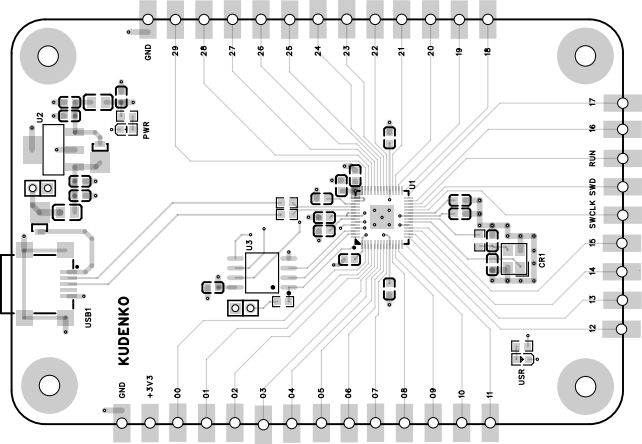 GND 29 28 27 26 25 24 23 22 21 20 19 18
U2
PWR
17
16
RUN
SWD
SWCLK
15
14
13
12
U1
U3
CR1
USB1
KUDENKO
USR
GND +3V3 00 01 02 03 04 05 06 07 08 09 10 11